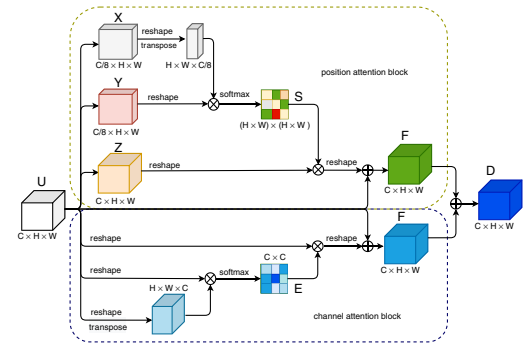 X
reshape
transpose
C/8 × H × W
H × W × C/8
position attention block
Y
reshape
softmax
S
C/8 × H × W
(H × W) × (H × W )
Z
reshape
reshape
F
C × H × W
C × H × W
U
D
C × H × W
C × H × W
F
reshape
reshape
C × H × W
C × C
reshape
softmax
E
H × W × C
reshape
transpose
channel attention block